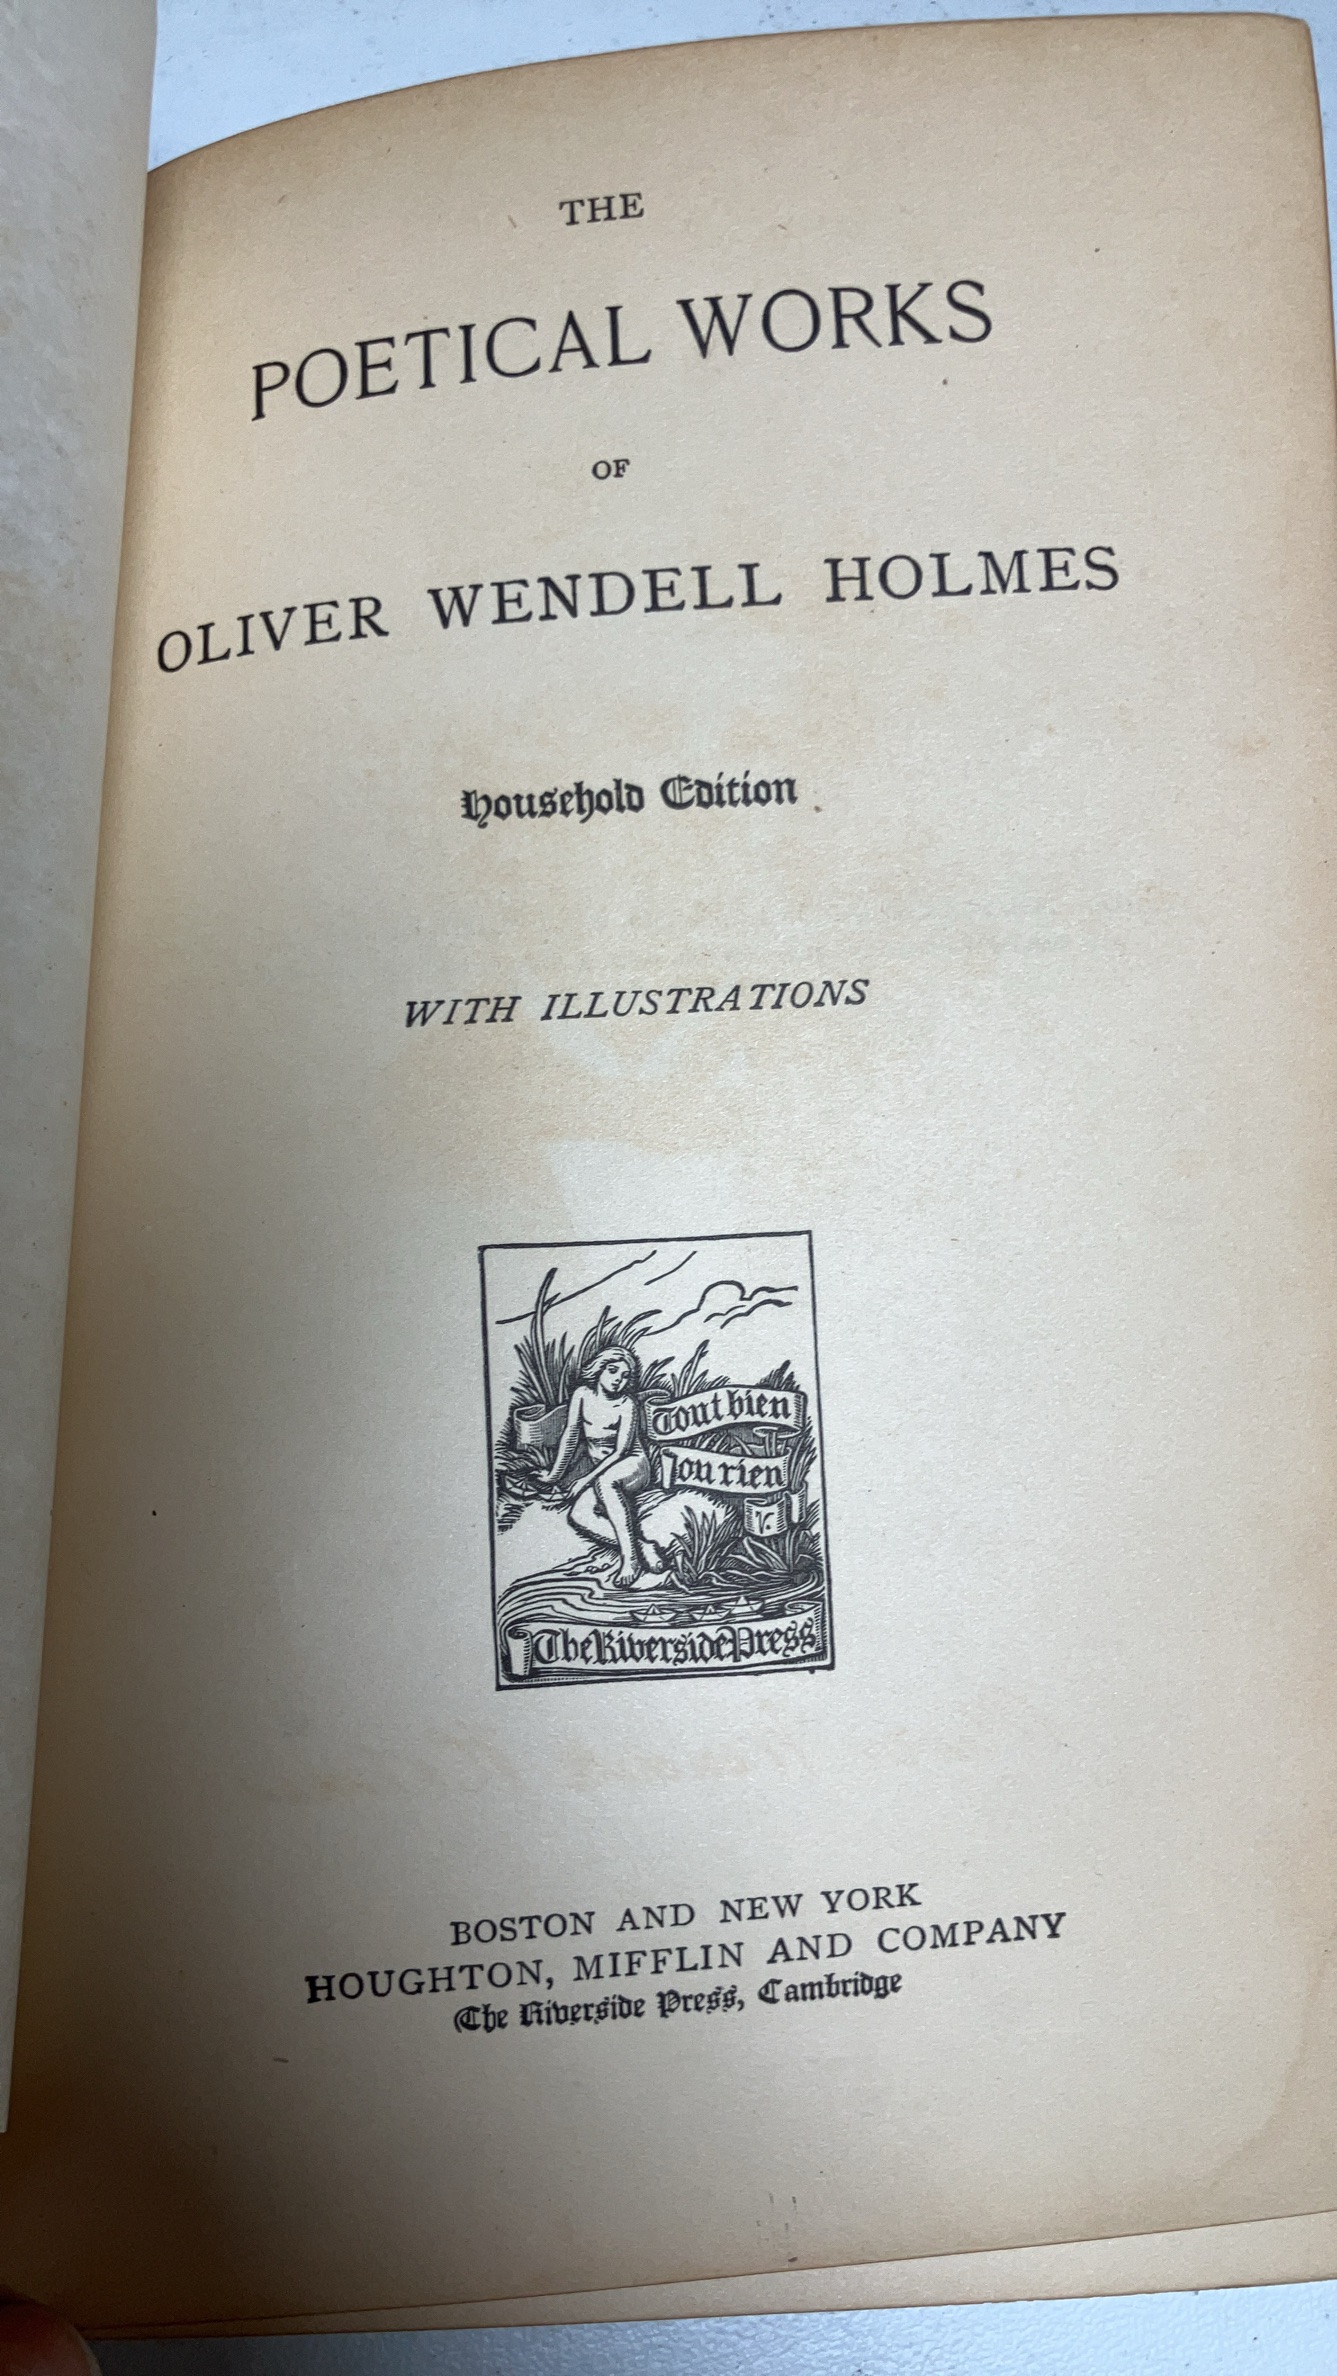 THE
POETICAL WORKS
OF
OLIVER WENDELL HOLMES
Household Edition
WITH ILLUSTRATIONS
Tout bien
ou rien
V.
The Riverside Press
BOSTON AND NEW YORK
HOUGHTON, MIFFLIN AND COMPANY
The Riverside Press, Cambridge